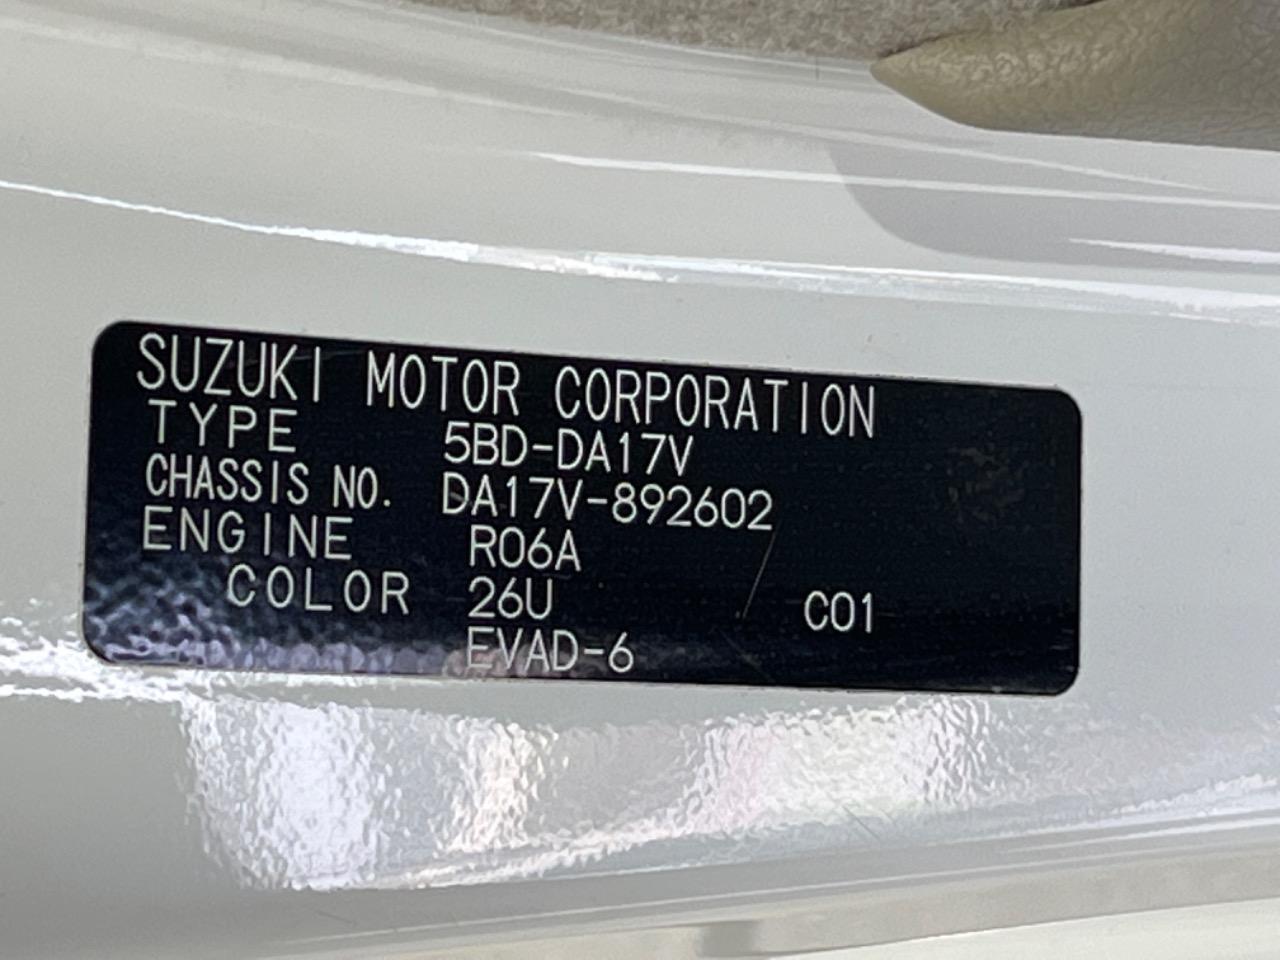 SUZUKI MOTOR CORPORATION
TYPE 5BD-DA17V
CHASSIS NO. DA17V-892602
ENGINE R06A
COLOR 26U C01
EVAD-6